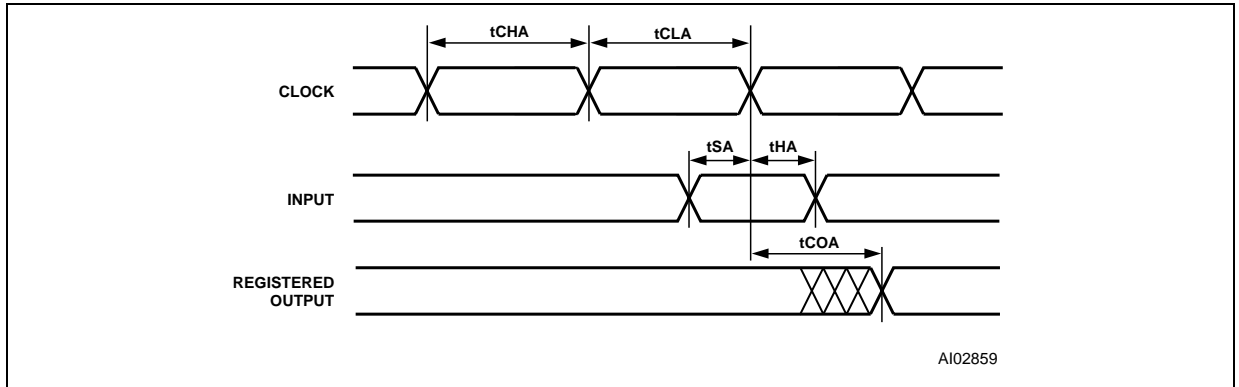 tCHA
tCLA
CLOCK
tSA
tHA
INPUT
tCOA
REGISTERED
OUTPUT
AI02859